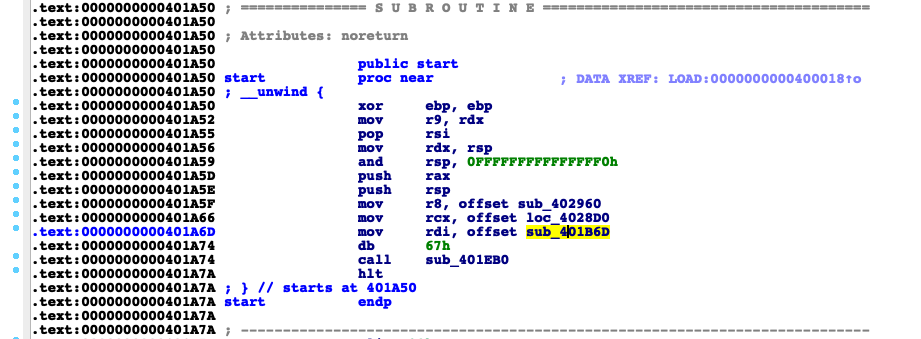 .text:0000000000401A50 ; =============== S U B R O U T I N E =======================================
.text:0000000000401A50
.text:0000000000401A50 ; Attributes: noreturn
.text:0000000000401A50
.text:0000000000401A50 public start
.text:0000000000401A50 start proc near ; DATA XREF: LOAD:0000000000400018↑o
.text:0000000000401A50 ; __unwind {
.text:0000000000401A50 xor ebp, ebp
.text:0000000000401A52 mov r9, rdx
.text:0000000000401A55 pop rsi
.text:0000000000401A56 mov rdx, rsp
.text:0000000000401A59 and rsp, 0FFFFFFFFFFFFFFF0h
.text:0000000000401A5D push rax
.text:0000000000401A5E push rsp
.text:0000000000401A5F mov r8, offset sub_402960
.text:0000000000401A66 mov rcx, offset loc_4028D0
.text:0000000000401A6D mov rdi, offset sub_401B6D
.text:0000000000401A74 db 67h
.text:0000000000401A74 call sub_401EB0
.text:0000000000401A7A hlt
.text:0000000000401A7A ; } // starts at 401A50
.text:0000000000401A7A start endp
.text:0000000000401A7A
.text:0000000000401A7A ; ---------------------------------------------------------------------------